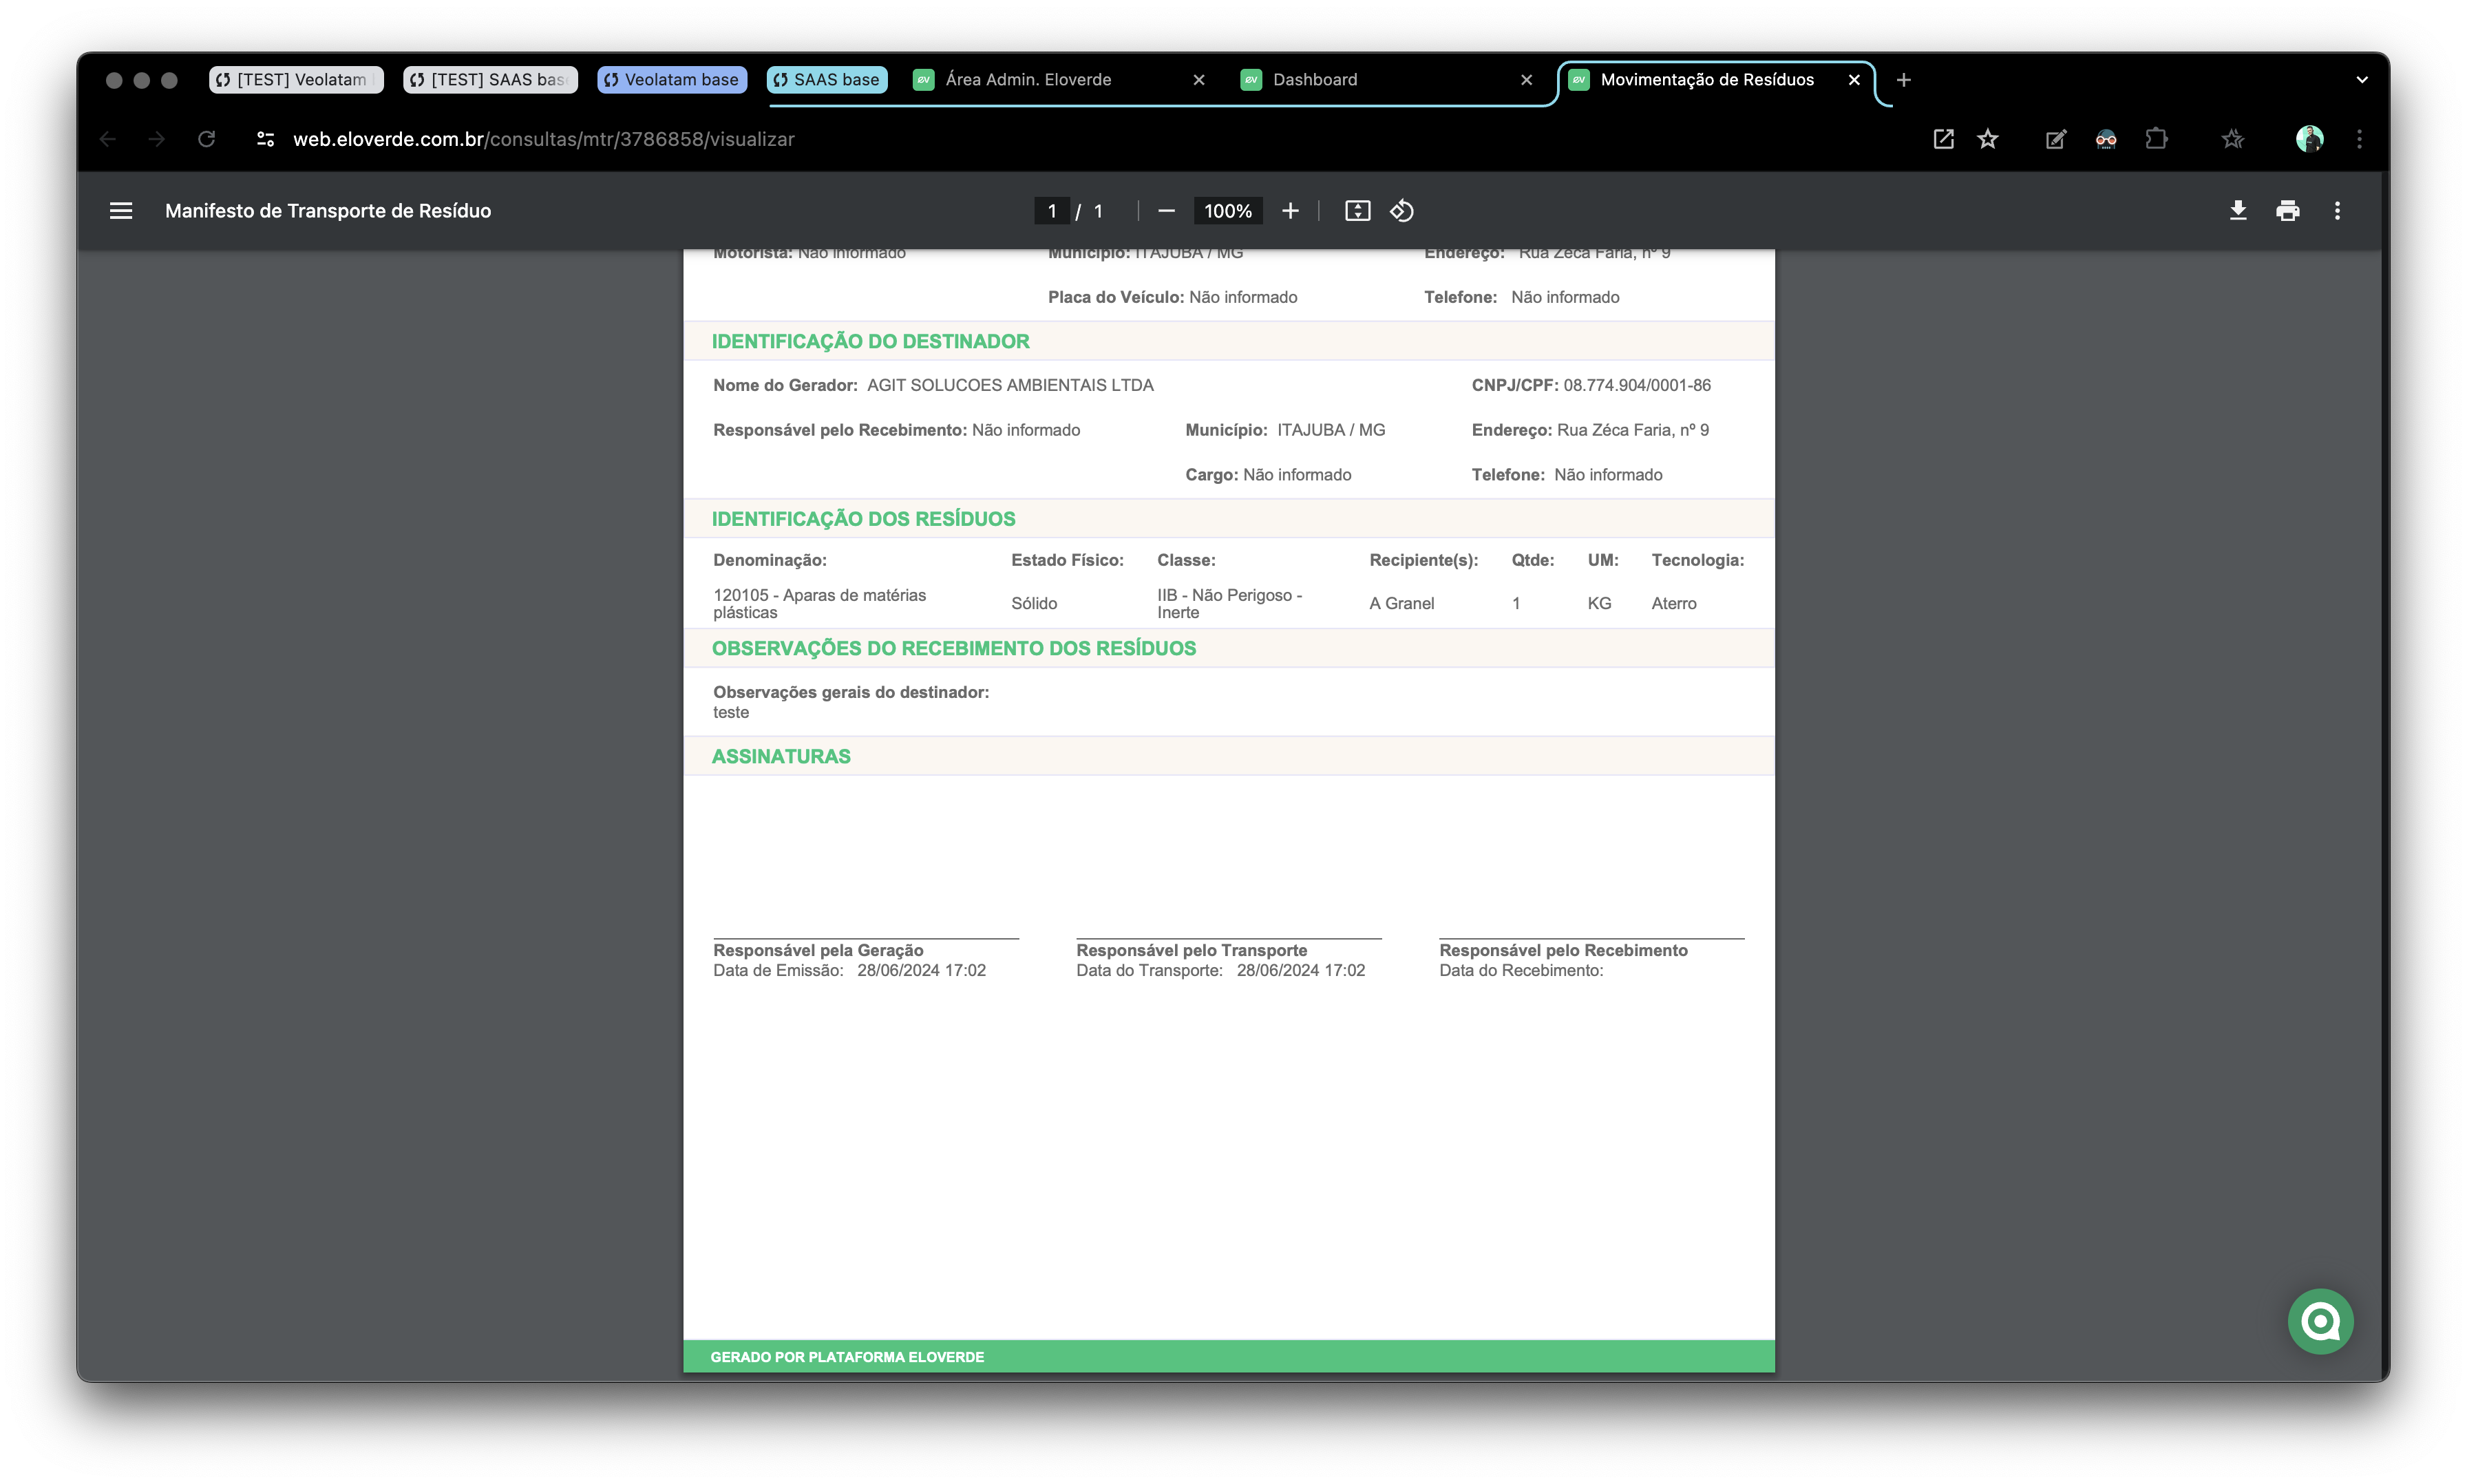 [TEST] Veolatam
[TEST] SAAS bas
Veolatam base
SAAS base
Área Admin. Eloverde
Dashboard
Movimentação de Resíduos
web.eloverde.com.br/consultas/mtr/3786858/visualizar
Manifesto de Transporte de Resíduo
1 / 1
100%
Motorista: Não informado
Município: ITAJUBA / MG
Endereço: Rua Zéca Faria, nº 9
Placa do Veículo: Não informado
Telefone: Não informado
IDENTIFICAÇÃO DO DESTINADOR
Nome do Gerador: AGIT SOLUCOES AMBIENTAIS LTDA
CNPJ/CPF: 08.774.904/0001-86
Responsável pelo Recebimento: Não informado
Município: ITAJUBA / MG
Endereço: Rua Zéca Faria, nº 9
Cargo: Não informado
Telefone: Não informado
IDENTIFICAÇÃO DOS RESÍDUOS
Denominação: Estado Físico: Classe: Recipiente(s): Qtde: UM: Tecnologia:
120105 - Aparas de matérias
plásticas
Sólido
IIB - Não Perigoso -
Inerte
A Granel
1
KG
Aterro
OBSERVAÇÕES DO RECEBIMENTO DOS RESÍDUOS
Observações gerais do destinador:
teste
ASSINATURAS
Responsável pela Geração
Data de Emissão: 28/06/2024 17:02
Responsável pelo Transporte
Data do Transporte: 28/06/2024 17:02
Responsável pelo Recebimento
Data do Recebimento:
GERADO POR PLATAFORMA ELOVERDE